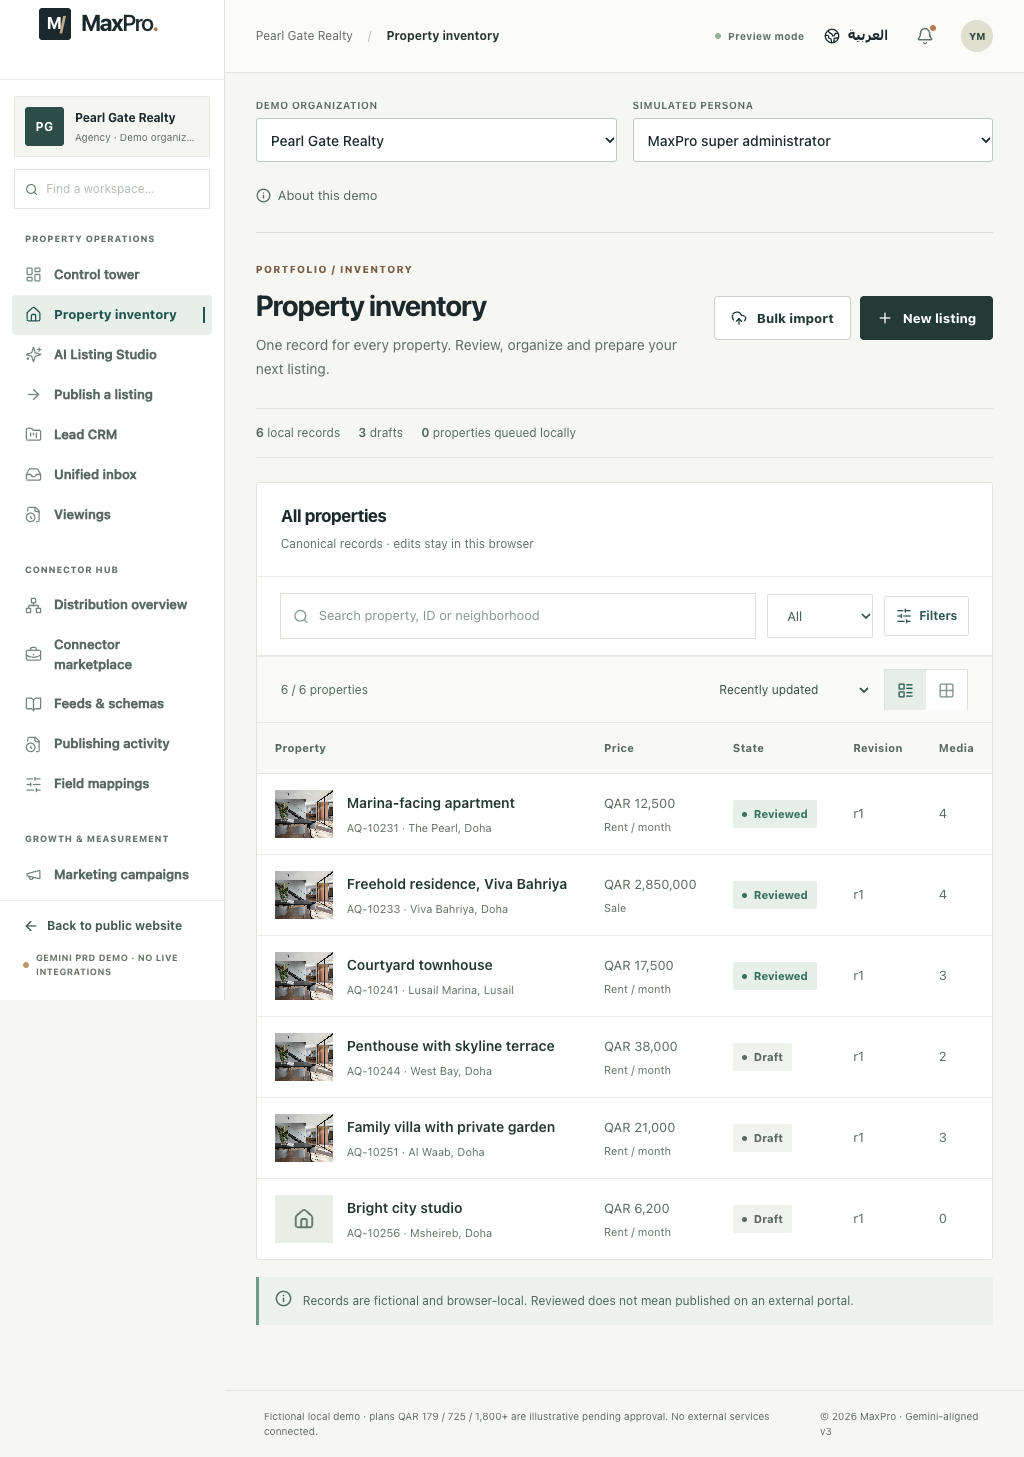 M/ MaxPro.
PG
Pearl Gate Realty
Agency · Demo organiz...
Find a workspace...
PROPERTY OPERATIONS
Control tower
Property inventory
AI Listing Studio
Publish a listing
Lead CRM
Unified inbox
Viewings
CONNECTOR HUB
Distribution overview
Connector
marketplace
Feeds & schemas
Publishing activity
Field mappings
GROWTH & MEASUREMENT
Marketing campaigns
Back to public website
GEMINI PRD DEMO · NO LIVE
INTEGRATIONS
Pearl Gate Realty / Property inventory
Preview mode
العربية
YM
DEMO ORGANIZATION
Pearl Gate Realty
SIMULATED PERSONA
MaxPro super administrator
About this demo
PORTFOLIO / INVENTORY
Property inventory
One record for every property. Review, organize and prepare your
next listing.
Bulk import
New listing
6 local records 3 drafts 0 properties queued locally
All properties
Canonical records · edits stay in this browser
Search property, ID or neighborhood
All
Filters
6 / 6 properties
Recently updated
Property Price State Revision Media
Marina-facing apartment QAR 12,500 Reviewed r1 4
AQ-10231 · The Pearl, Doha Rent / month
Freehold residence, Viva Bahriya QAR 2,850,000 Reviewed r1 4
AQ-10233 · Viva Bahriya, Doha Sale
Courtyard townhouse QAR 17,500 Reviewed r1 3
AQ-10241 · Lusail Marina, Lusail Rent / month
Penthouse with skyline terrace QAR 38,000 Draft r1 2
AQ-10244 · West Bay, Doha Rent / month
Family villa with private garden QAR 21,000 Draft r1 3
AQ-10251 · Al Waab, Doha Rent / month
Bright city studio QAR 6,200 Draft r1 0
AQ-10256 · Msheireb, Doha Rent / month
Records are fictional and browser-local. Reviewed does not mean published on an external portal.
Fictional local demo · plans QAR 179 / 725 / 1,800+ are illustrative pending approval. No external services
connected.
© 2026 MaxPro · Gemini-aligned
v3